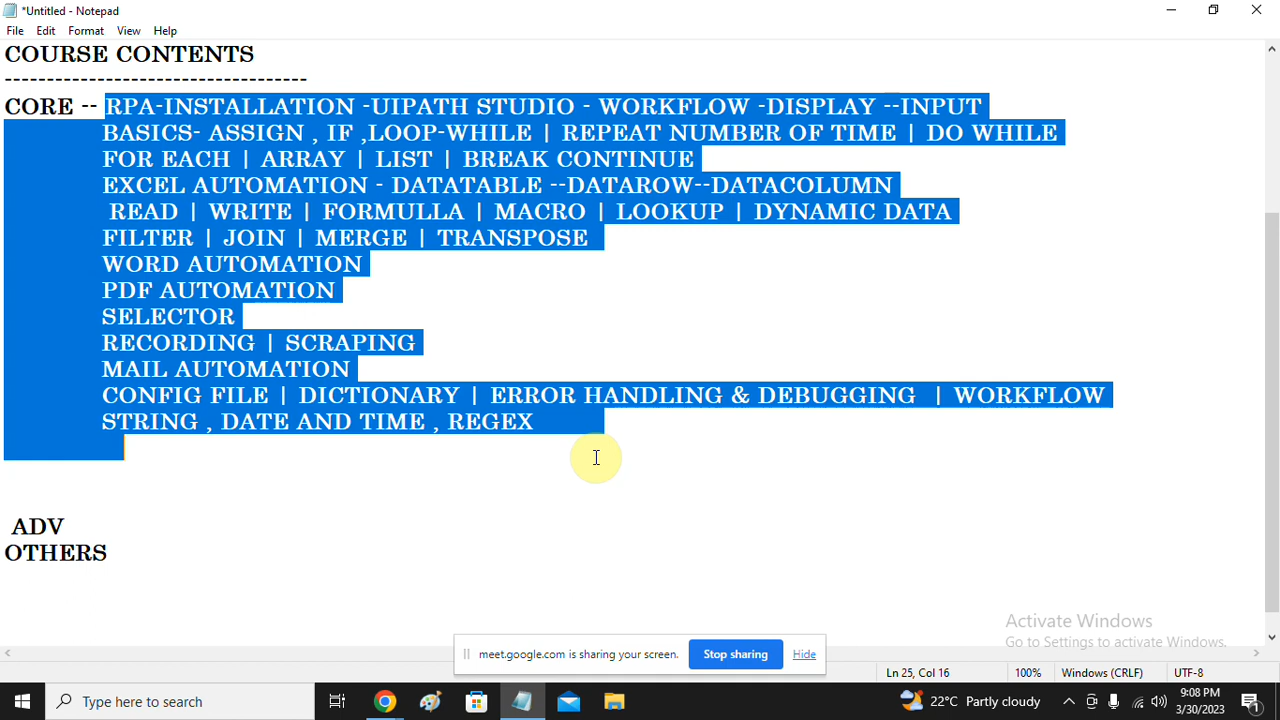 *Untitled - Notepad
File Edit Format View Help
COURSE CONTENTS
------------------------------------
CORE -- RPA-INSTALLATION -UIPATH STUDIO - WORKFLOW -DISPLAY --INPUT
BASICS- ASSIGN , IF ,LOOP-WHILE | REPEAT NUMBER OF TIME | DO WHILE
FOR EACH | ARRAY | LIST | BREAK CONTINUE
EXCEL AUTOMATION - DATATABLE --DATAROW--DATACOLUMN
READ | WRITE | FORMULLA | MACRO | LOOKUP | DYNAMIC DATA
FILTER | JOIN | MERGE | TRANSPOSE
WORD AUTOMATION
PDF AUTOMATION
SELECTOR
RECORDING | SCRAPING
MAIL AUTOMATION
CONFIG FILE | DICTIONARY | ERROR HANDLING & DEBUGGING | WORKFLOW
STRING , DATE AND TIME , REGEX
ADV
OTHERS
Activate Windows
Go to Settings to activate Windows.
meet.google.com is sharing your screen. Stop sharing Hide
Ln 25, Col 16 100% Windows (CRLF) UTF-8
Type here to search 22°C Partly cloudy 9:08 PM
3/30/2023 1